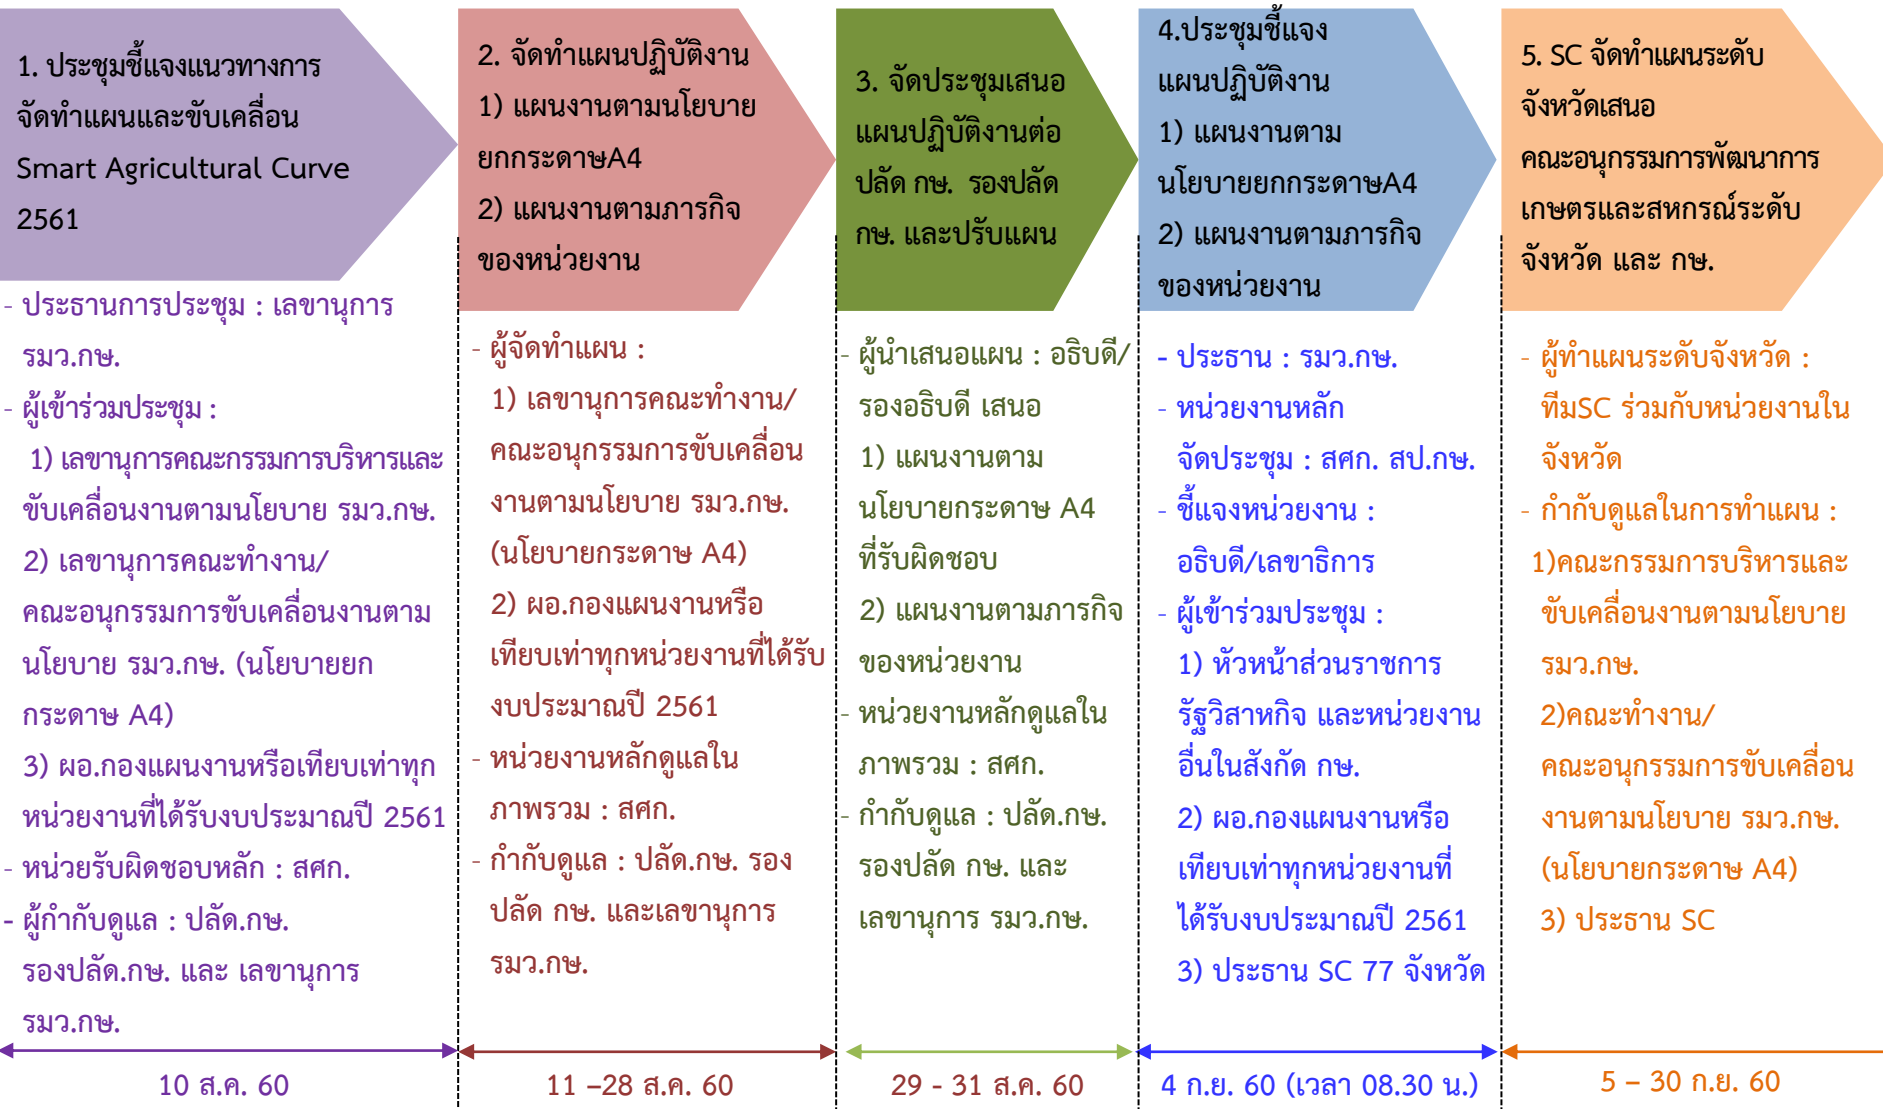 1. ประชุมชี้แจงแนวทางการ
จัดทำแผนและขับเคลื่อน
Smart Agricultural Curve
2561
- ประธานการประชุม : เลขานุการ
รมว.กษ.
- ผู้เข้าร่วมประชุม :
1) เลขานุการคณะกรรมการบริหารและ
ขับเคลื่อนงานตามนโยบาย รมว.กษ.
2) เลขานุการคณะทำงาน/
คณะอนุกรรมการขับเคลื่อนงานตาม
นโยบาย รมว.กษ. (นโยบายยก
กระดาษ A4)
3) ผอ.กองแผนงานหรือเทียบเท่าทุก
หน่วยงานที่ได้รับงบประมาณปี 2561
- หน่วยรับผิดชอบหลัก : สศก.
- ผู้กำกับดูแล : ปลัด.กษ.
รองปลัด.กษ. และ เลขานุการ
รมว.กษ.
10 ส.ค. 60
2. จัดทำแผนปฏิบัติงาน
1) แผนงานตามนโยบาย
ยกกระดาษA4
2) แผนงานตามภารกิจ
ของหน่วยงาน
- ผู้จัดทำแผน :
1) เลขานุการคณะทำงาน/
คณะอนุกรรมการขับเคลื่อน
งานตามนโยบาย รมว.กษ.
(นโยบายกระดาษ A4)
2) ผอ.กองแผนงานหรือ
เทียบเท่าทุกหน่วยงานที่ได้รับ
งบประมาณปี 2561
- หน่วยงานหลักดูแลใน
ภาพรวม : สศก.
- กำกับดูแล : ปลัด.กษ. รอง
ปลัด กษ. และเลขานุการ
รมว.กษ.
11 –28 ส.ค. 60
3. จัดประชุมเสนอ
แผนปฏิบัติงานต่อ
ปลัด กษ. รองปลัด
กษ. และปรับแผน
- ผู้นำเสนอแผน : อธิบดี/
รองอธิบดี เสนอ
1) แผนงานตาม
นโยบายกระดาษ A4
ที่รับผิดชอบ
2) แผนงานตามภารกิจ
ของหน่วยงาน
- หน่วยงานหลักดูแลใน
ภาพรวม : สศก.
- กำกับดูแล : ปลัด.กษ.
รองปลัด กษ. และ
เลขานุการ รมว.กษ.
29 - 31 ส.ค. 60
4.ประชุมชี้แจง
แผนปฏิบัติงาน
1) แผนงานตาม
นโยบายยกกระดาษA4
2) แผนงานตามภารกิจ
ของหน่วยงาน
- ประธาน : รมว.กษ.
- หน่วยงานหลัก
จัดประชุม : สศก. สป.กษ.
- ชี้แจงหน่วยงาน :
อธิบดี/เลขาธิการ
- ผู้เข้าร่วมประชุม :
1) หัวหน้าส่วนราชการ
รัฐวิสาหกิจ และหน่วยงาน
อื่นในสังกัด กษ.
2) ผอ.กองแผนงานหรือ
เทียบเท่าทุกหน่วยงานที่
ได้รับงบประมาณปี 2561
3) ประธาน SC 77 จังหวัด
4 ก.ย. 60 (เวลา 08.30 น.)
5. SC จัดทำแผนระดับ
จังหวัดเสนอ
คณะอนุกรรมการพัฒนาการ
เกษตรและสหกรณ์ระดับ
จังหวัด และ กษ.
- ผู้ทำแผนระดับจังหวัด :
ทีมSC ร่วมกับหน่วยงานใน
จังหวัด
- กำกับดูแลในการทำแผน :
1)คณะกรรมการบริหารและ
ขับเคลื่อนงานตามนโยบาย
รมว.กษ.
2)คณะทำงาน/
คณะอนุกรรมการขับเคลื่อน
งานตามนโยบาย รมว.กษ.
(นโยบายกระดาษ A4)
3) ประธาน SC
5 – 30 ก.ย. 60